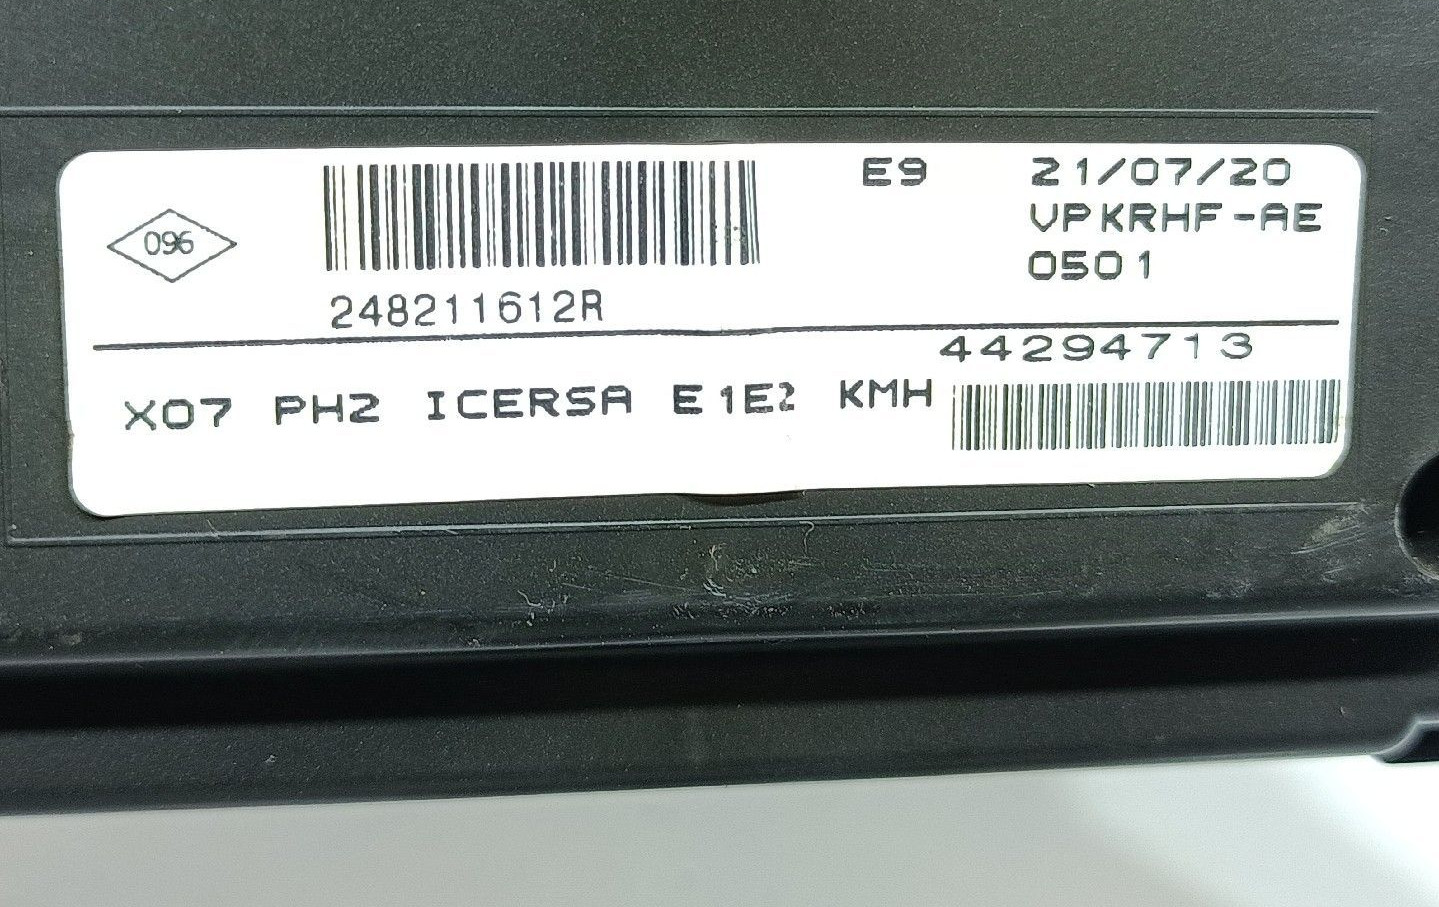 096
E9
21/07/20
VPKRHF-AE
0501
248211612R
44294713
X07 PH2 ICERSA E1E2 KMH